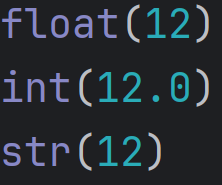 float(12)
int(12.0)
str(12)